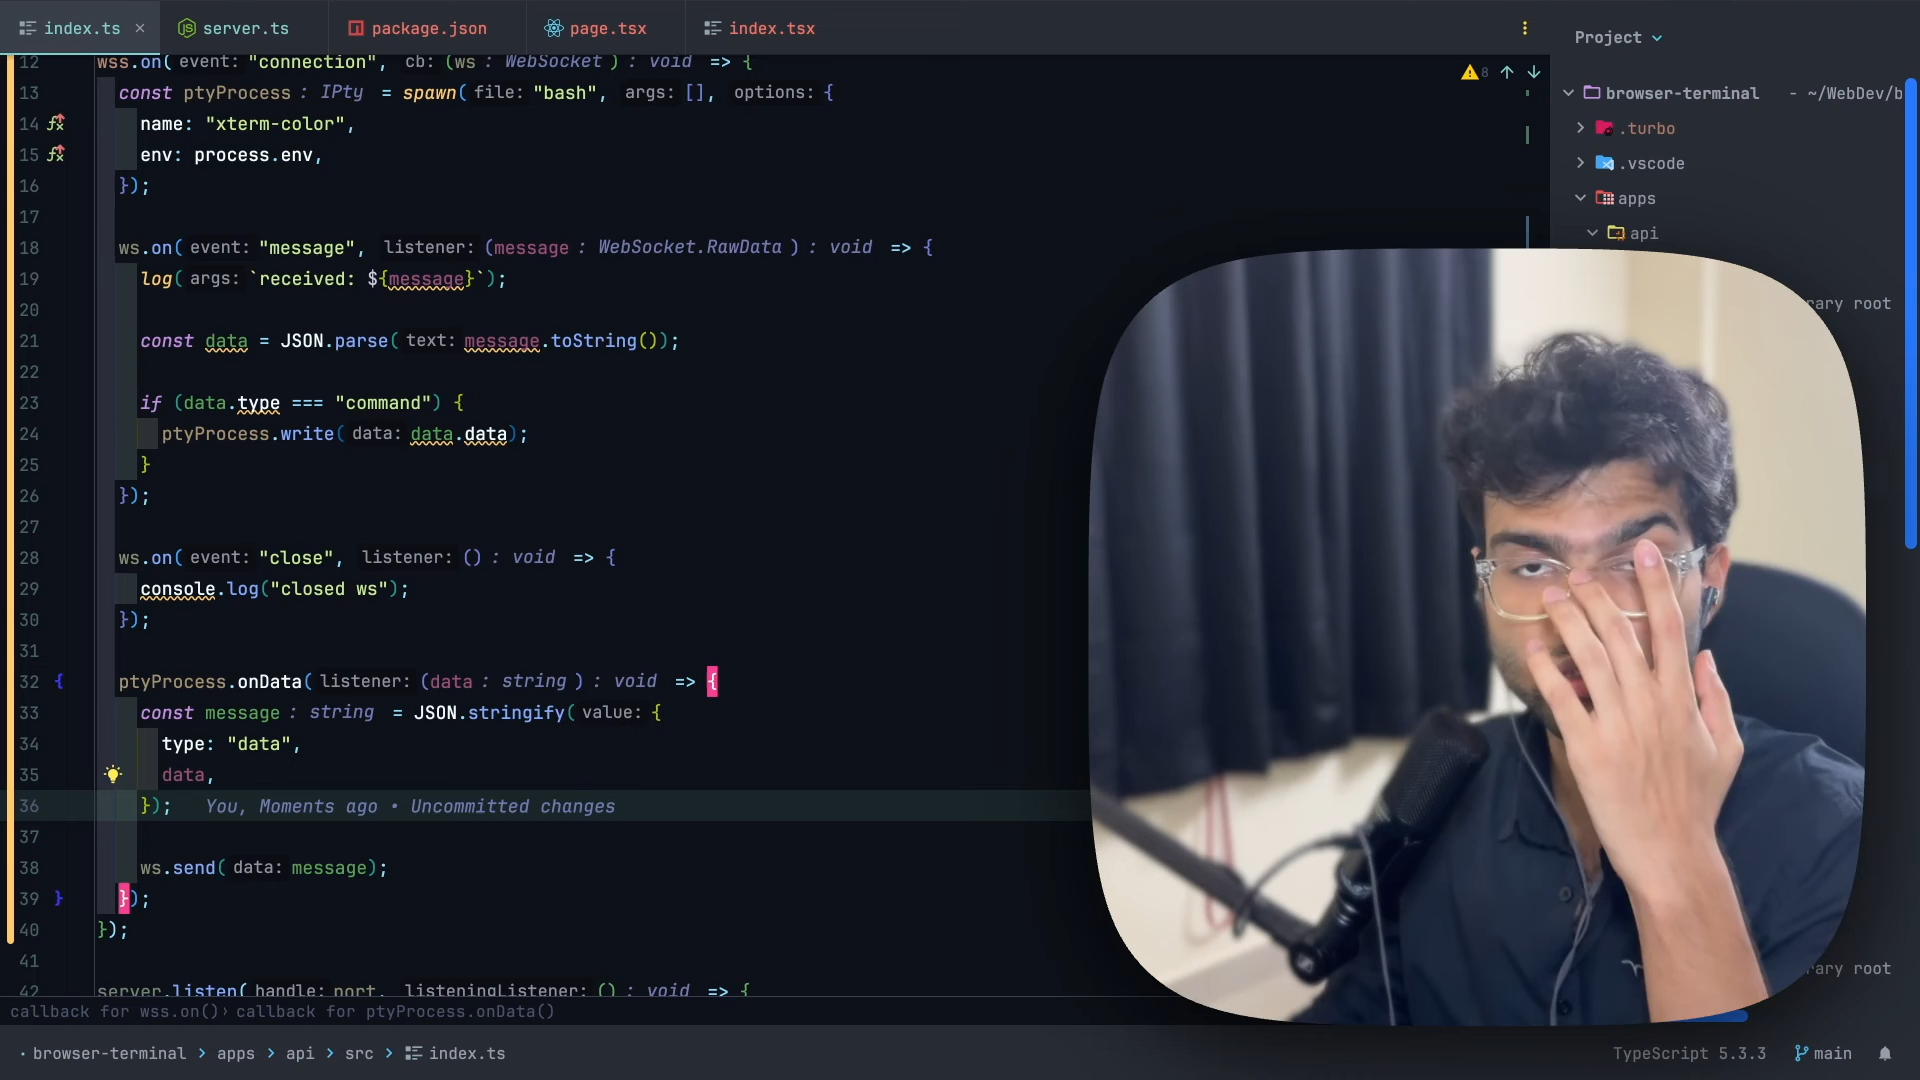 index.ts ×
server.ts
package.json
page.tsx
index.tsx
Project
8
12 wss.on( event: "connection", cb: (ws : WebSocket ) : void => {
13 const ptyProcess : IPty = spawn( file: "bash", args: [], options: {
14 name: "xterm-color",
15 env: process.env,
16 });
17
18 ws.on( event: "message", listener: (message : WebSocket.RawData ) : void => {
19 log( args: `received: ${message}`);
20
21 const data = JSON.parse( text: message.toString());
22
23 if (data.type === "command") {
24 ptyProcess.write( data: data.data);
25 }
26 });
27
28 ws.on( event: "close", listener: () : void => {
29 console.log("closed ws");
30 });
31
32 ptyProcess.onData( listener: (data : string ) : void => {
33 const message : string = JSON.stringify( value: {
34 type: "data",
35 data,
36 }); You, Moments ago • Uncommitted changes
37
38 ws.send( data: message);
39 });
40 });
41
42 server.listen( handle: port, listeningListener: () : void => {
callback for wss.on() › callback for ptyProcess.onData()
browser-terminal › apps › api › src › index.ts
browser-terminal - ~/WebDev/b
.turbo
.vscode
apps
api
rary root
rary root
TypeScript 5.3.3
main